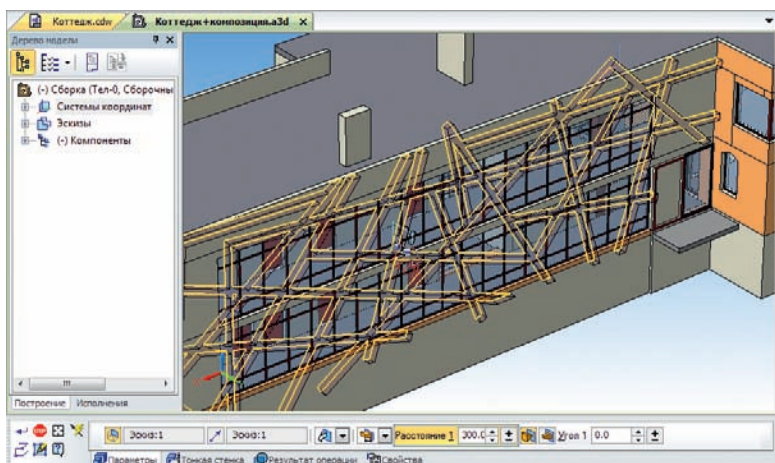 Коттедж.cdw Коттедж+композиция.a3d
Дерево модели
(-) Сборка (Тел-0, Сборочны
Системы координат
Эскизы
(-) Компоненты
Построение Исполнения
Эскиз:1 Эскиз:1 Расстояние 1 300.0 Угол 1 0.0
Параметры Тонкая стенка Результат операции Свойства